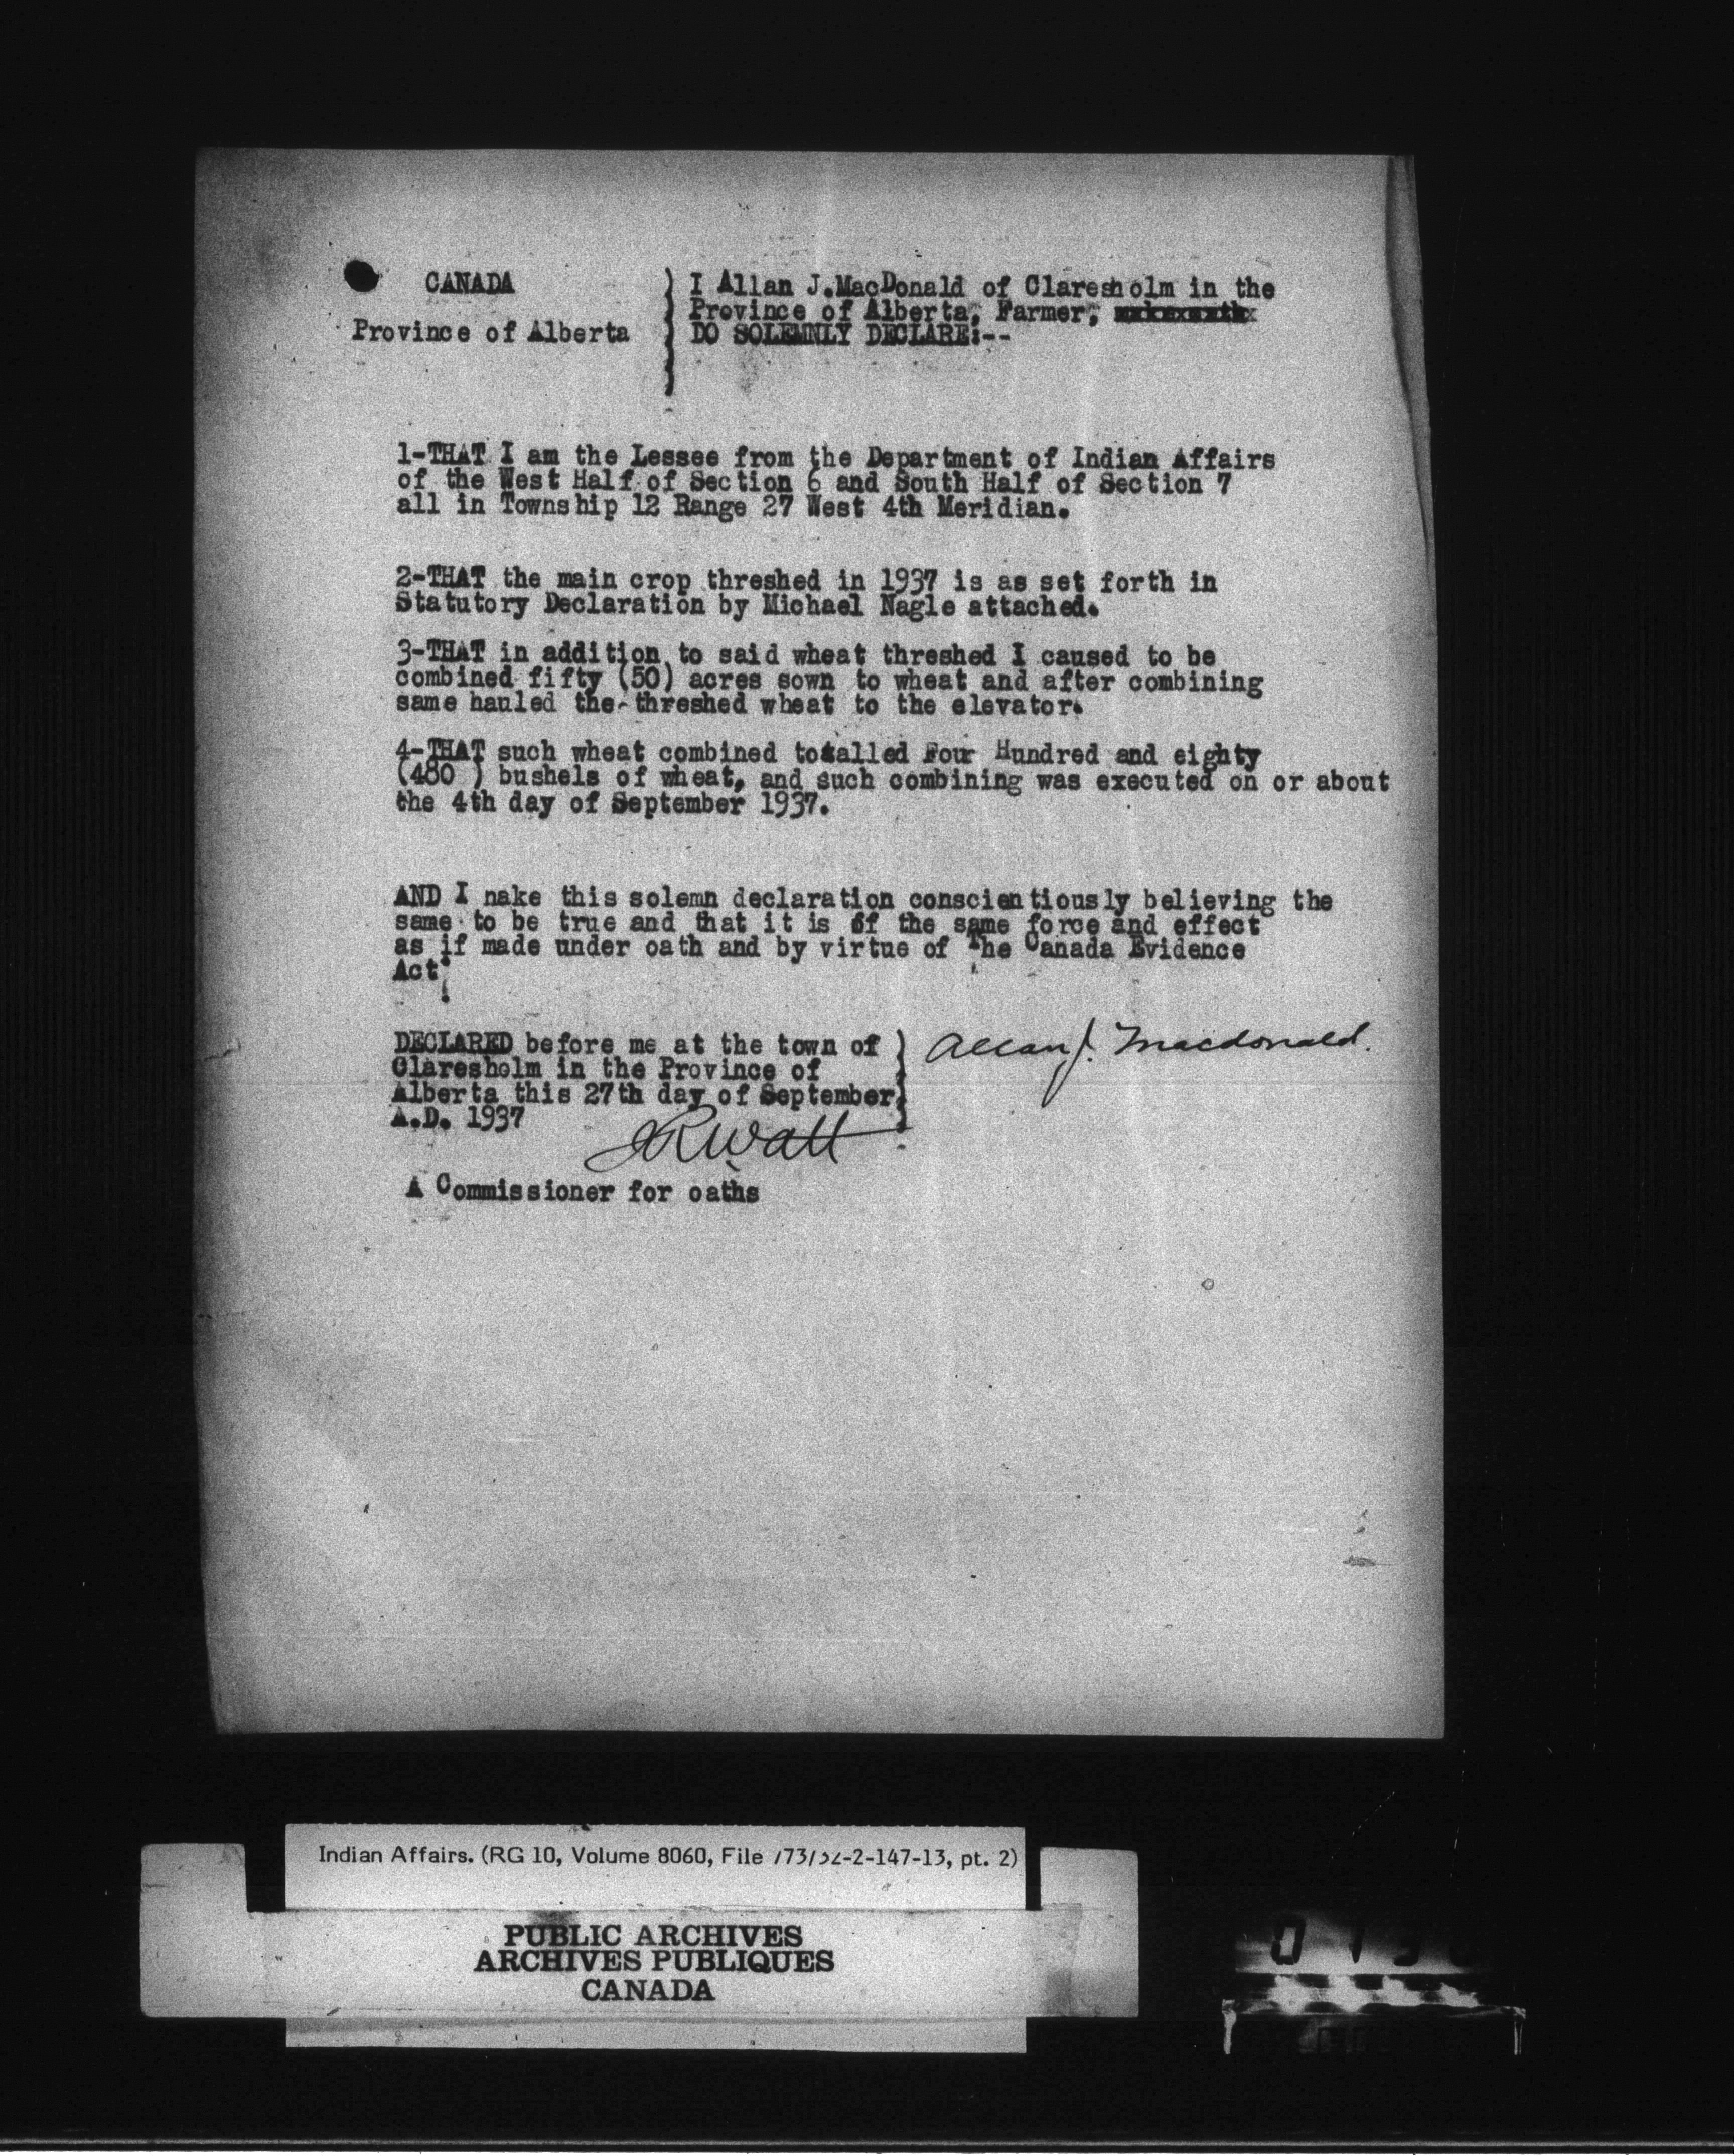 CANADA
Province of Alberta
I Allan J.MacDonald of Claresholm in the
Province of Alberta, Farmer,
DO SOLEMNLY DECLARE:--
1-THAT I am the Lessee from the Department of Indian Affairs
of the West Half of Section 6 and South Half of Section 7
all in Township 12 Range 27 West 4th Meridian.
2-THAT the main crop threshed in 1937 is as set forth in
Statutory Declaration by Michael Nagle attached.
3-THAT in addition to said wheat threshed I caused to be
combined fifty (50) acres sown to wheat and after combining
same hauled the threshed wheat to the elevator.
4-THAT such wheat combined totalled Four Hundred and eighty
(480 ) bushels of wheat, and such combining was executed on or about
the 4th day of September 1937.
AND I nake this solemn declaration conscientiously believing the
same to be true and that it is of the same force and effect
as if made under oath and by virtue of The Canada Evidence
Act.
DECLARED before me at the town of
Claresholm in the Province of
Alberta this 27th day of September
A.D. 1937
Allan J. Macdonald.
JRWatt
A Commissioner for oaths
Indian Affairs. (RG 10, Volume 8060, File 773/32-2-147-13, pt. 2)
PUBLIC ARCHIVES
ARCHIVES PUBLIQUES
CANADA